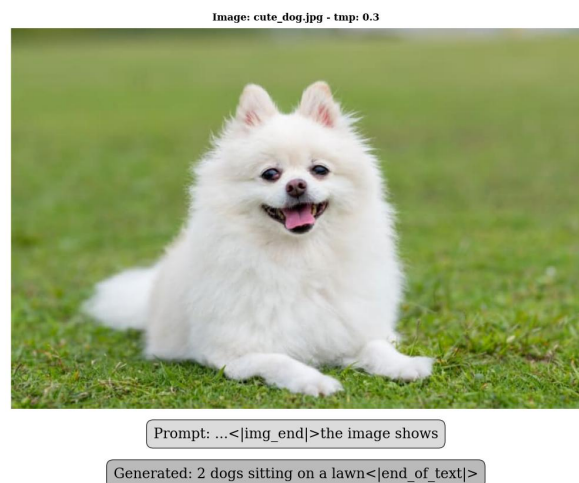 Image: cute_dog.jpg - tmp: 0.3
Prompt: ...<|img_end|>the image shows
Generated: 2 dogs sitting on a lawn<|end_of_text|>